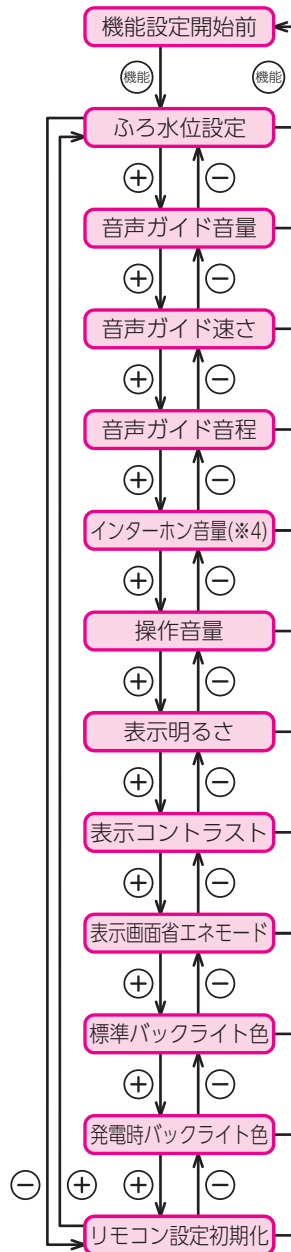 機能設定開始前
機能 機能
ふろ水位設定
+ −
音声ガイド音量
+ −
音声ガイド速さ
+ −
音声ガイド音程
+ −
インターホン音量(※4)
+ −
操作音量
+ −
表示明るさ
+ −
表示コントラスト
+ −
表示画面省エネモード
+ −
標準バックライト色
+ −
発電時バックライト色
− + + −
リモコン設定初期化